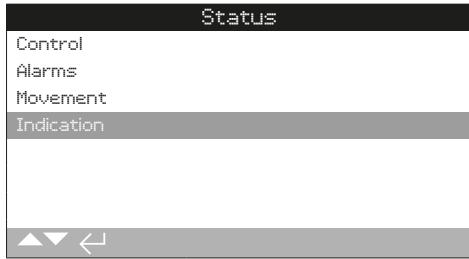 Status
Control
Alarms
Movement
Indication